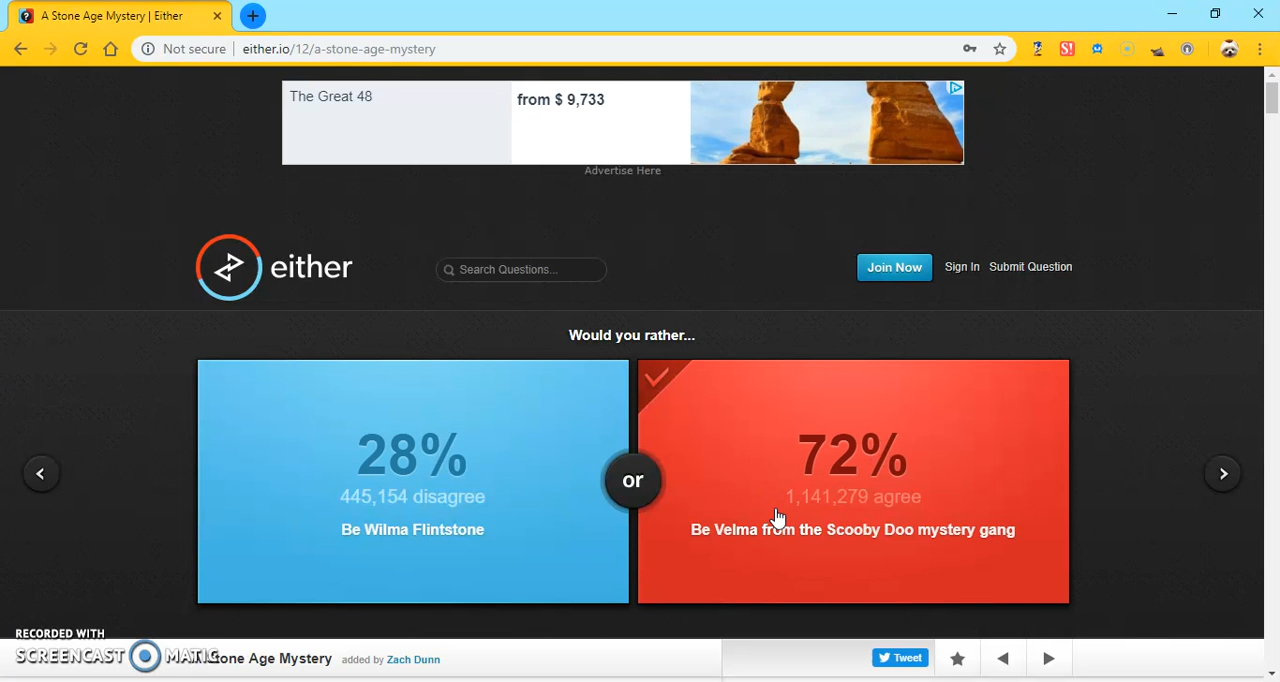 A Stone Age Mystery | Either
Not secure
either.io/12/a-stone-age-mystery
The Great 48
from $ 9,733
Advertise Here
either
Search Questions...
Join Now
Sign In
Submit Question
Would you rather...
28%
445,154 disagree
Be Wilma Flintstone
or
72%
1,141,279 agree
Be Velma from the Scooby Doo mystery gang
RECORDED WITH
SCREENCAST MATIC
Stone Age Mystery
added by Zach Dunn
Tweet